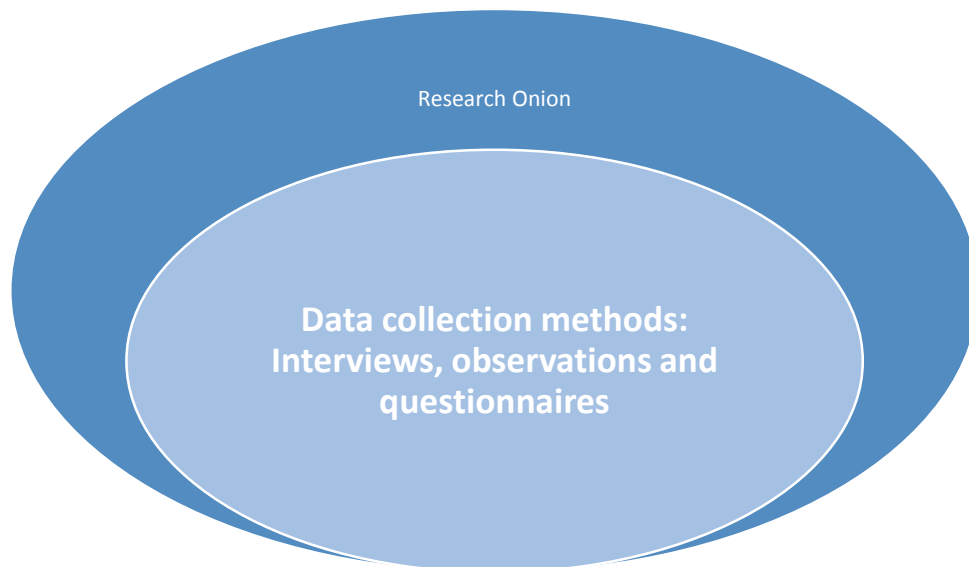 Research Onion
Data collection methods:
Interviews, observations and
questionnaires